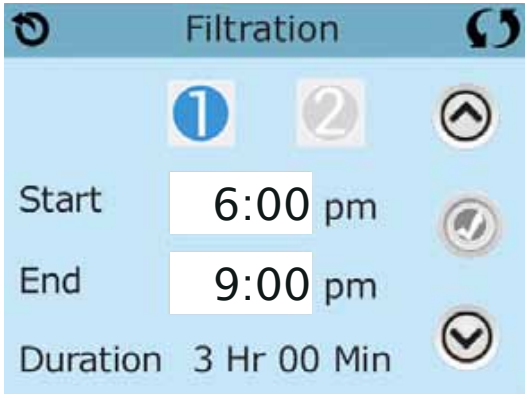 Filtration
1 2
Start 6:00 pm
End 9:00 pm
Duration 3 Hr 00 Min